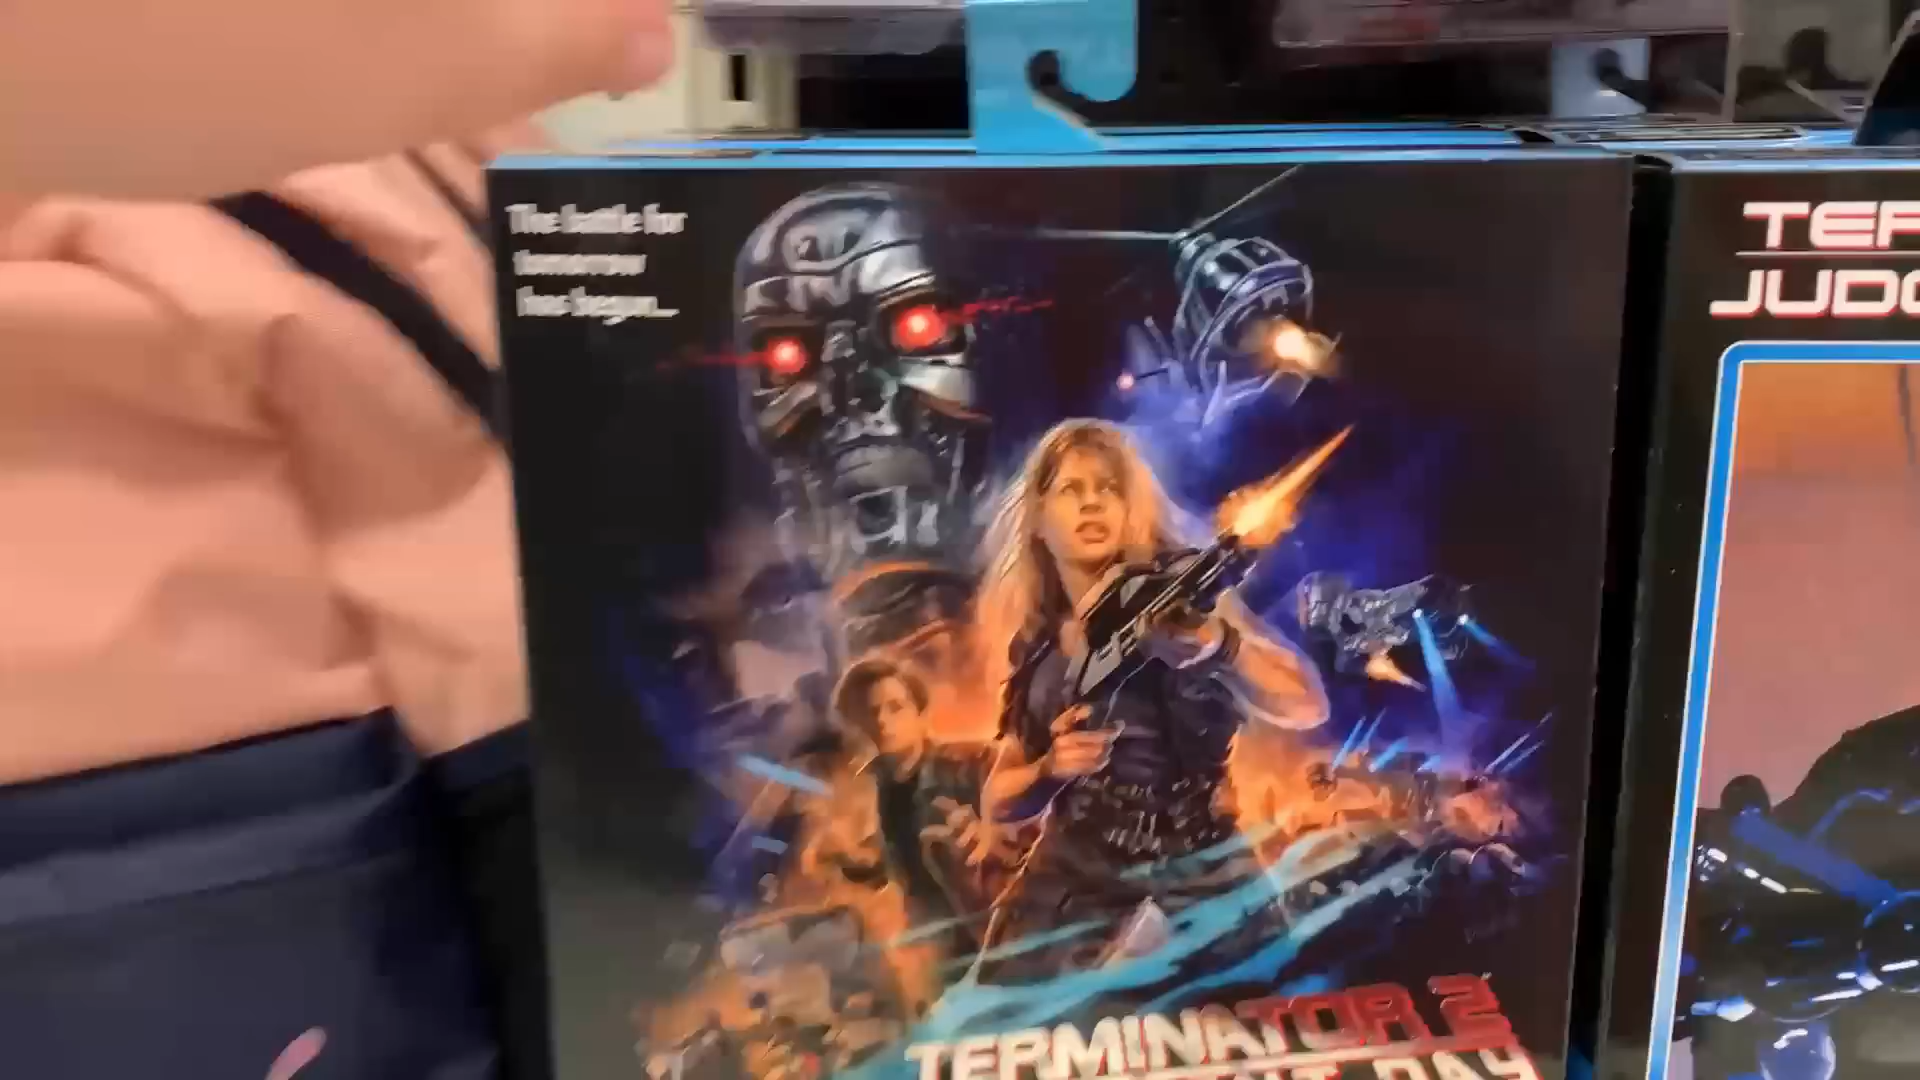 The battle for
tomorrow
has begun...
TERMINATOR 2
TER
JUDG